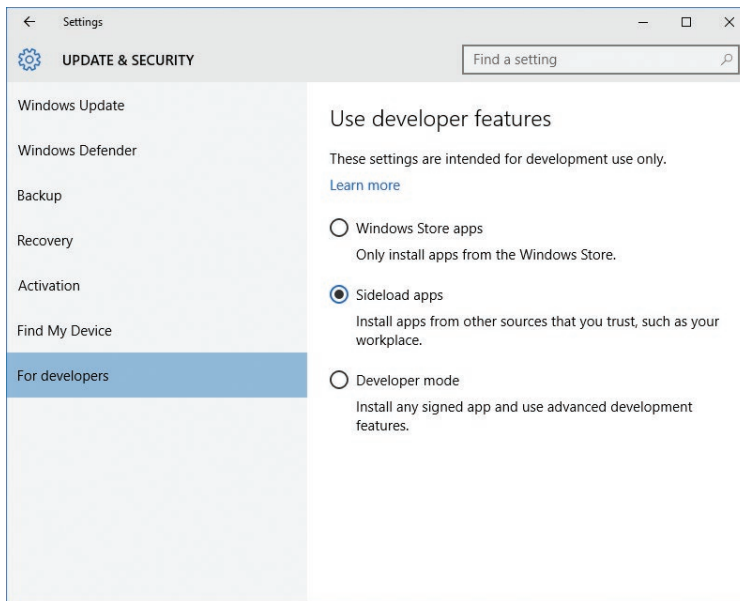 Settings
UPDATE & SECURITY
Find a setting
Windows Update
Windows Defender
Backup
Recovery
Activation
Find My Device
For developers
Use developer features
These settings are intended for development use only.
Learn more
Windows Store apps
Only install apps from the Windows Store.
Sideload apps
Install apps from other sources that you trust, such as your
workplace.
Developer mode
Install any signed app and use advanced development
features.